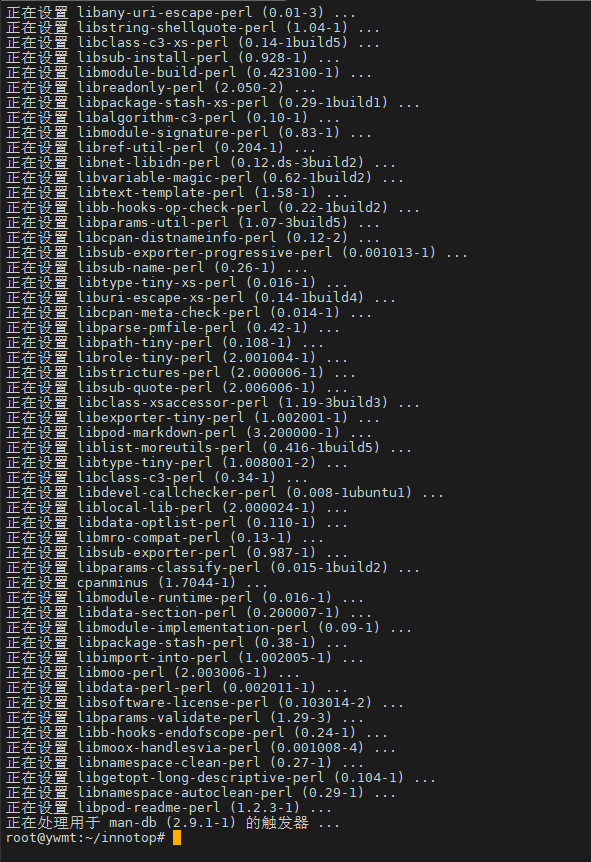 正在设置 libany-uri-escape-perl (0.01-3) ...
正在设置 libstring-shellquote-perl (1.04-1) ...
正在设置 libclass-c3-xs-perl (0.14-1build5) ...
正在设置 libsub-install-perl (0.928-1) ...
正在设置 libmodule-build-perl (0.423100-1) ...
正在设置 libreadonly-perl (2.050-2) ...
正在设置 libpackage-stash-xs-perl (0.29-1build1) ...
正在设置 libalgorithm-c3-perl (0.10-1) ...
正在设置 libmodule-signature-perl (0.83-1) ...
正在设置 libref-util-perl (0.204-1) ...
正在设置 libnet-libidn-perl (0.12.ds-3build2) ...
正在设置 libvariable-magic-perl (0.62-1build2) ...
正在设置 libtext-template-perl (1.58-1) ...
正在设置 libb-hooks-op-check-perl (0.22-1build2) ...
正在设置 libparams-util-perl (1.07-3build5) ...
正在设置 libcpan-distnameinfo-perl (0.12-2) ...
正在设置 libsub-exporter-progressive-perl (0.001013-1) ...
正在设置 libsub-name-perl (0.26-1) ...
正在设置 libtype-tiny-xs-perl (0.016-1) ...
正在设置 liburi-escape-xs-perl (0.14-1build4) ...
正在设置 libcpan-meta-check-perl (0.014-1) ...
正在设置 libparse-pmfile-perl (0.42-1) ...
正在设置 libpath-tiny-perl (0.108-1) ...
正在设置 librole-tiny-perl (2.001004-1) ...
正在设置 libstrictures-perl (2.000006-1) ...
正在设置 libsub-quote-perl (2.006006-1) ...
正在设置 libclass-xsaccessor-perl (1.19-3build3) ...
正在设置 libexporter-tiny-perl (1.002001-1) ...
正在设置 libpod-markdown-perl (3.200000-1) ...
正在设置 liblist-moreutils-perl (0.416-1build5) ...
正在设置 libtype-tiny-perl (1.008001-2) ...
正在设置 libclass-c3-perl (0.34-1) ...
正在设置 libdevel-callchecker-perl (0.008-1ubuntu1) ...
正在设置 liblocal-lib-perl (2.000024-1) ...
正在设置 libdata-optlist-perl (0.110-1) ...
正在设置 libmro-compat-perl (0.13-1) ...
正在设置 libsub-exporter-perl (0.987-1) ...
正在设置 libparams-classify-perl (0.015-1build2) ...
正在设置 cpanminus (1.7044-1) ...
正在设置 libmodule-runtime-perl (0.016-1) ...
正在设置 libdata-section-perl (0.200007-1) ...
正在设置 libmodule-implementation-perl (0.09-1) ...
正在设置 libpackage-stash-perl (0.38-1) ...
正在设置 libimport-into-perl (1.002005-1) ...
正在设置 libmoo-perl (2.003006-1) ...
正在设置 libdata-perl-perl (0.002011-1) ...
正在设置 libsoftware-license-perl (0.103014-2) ...
正在设置 libparams-validate-perl (1.29-3) ...
正在设置 libb-hooks-endofscope-perl (0.24-1) ...
正在设置 libmoox-handlesvia-perl (0.001008-4) ...
正在设置 libnamespace-clean-perl (0.27-1) ...
正在设置 libgetopt-long-descriptive-perl (0.104-1) ...
正在设置 libnamespace-autoclean-perl (0.29-1) ...
正在设置 libpod-readme-perl (1.2.3-1) ...
正在处理用于 man-db (2.9.1-1) 的触发器 ...
root@ywmt:~/innotop#